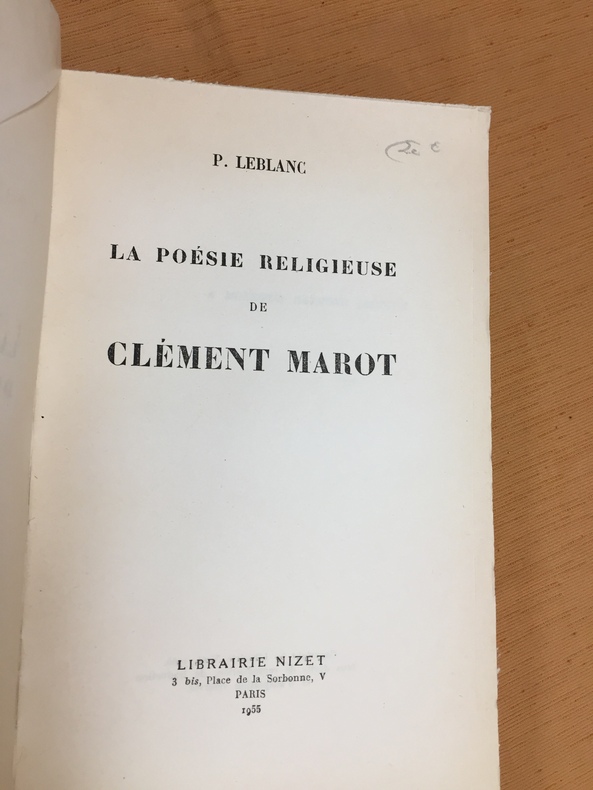 P. LEBLANC
LA POÉSIE RELIGIEUSE
DE
CLÉMENT MAROT
LIBRAIRIE NIZET
3 bis, Place de la Sorbonne, V
PARIS
1955